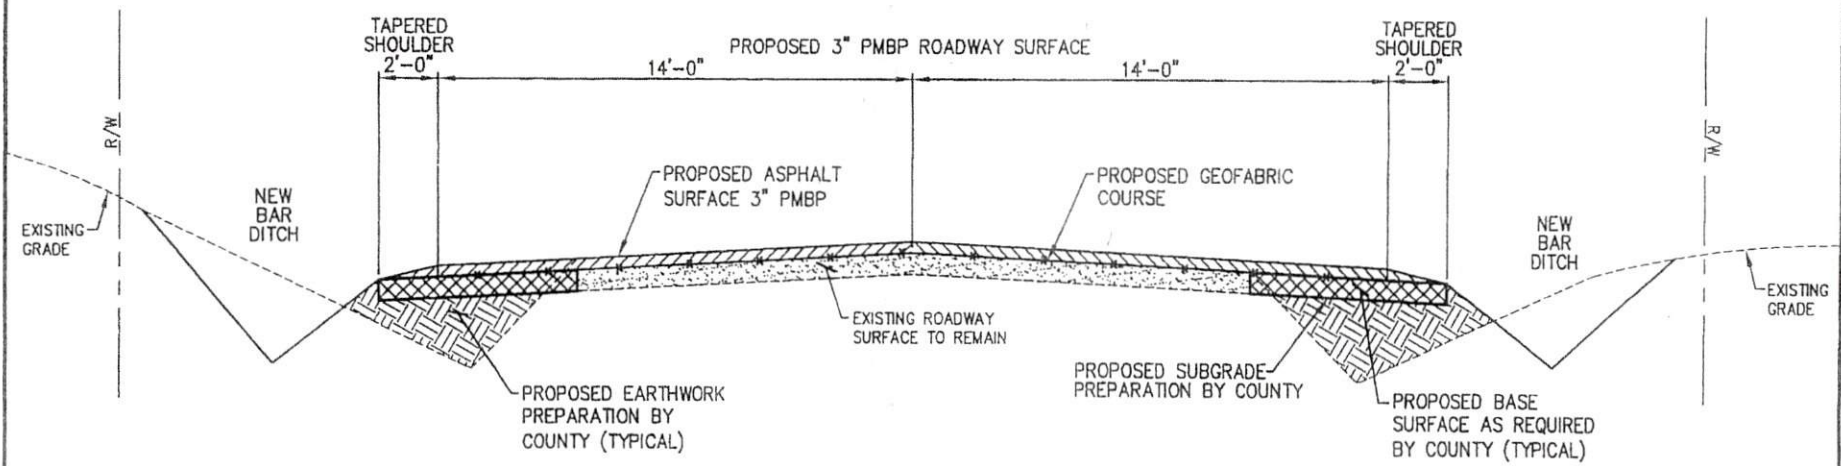 TAPERED
SHOULDER
2'-0"
PROPOSED 3" PMBP ROADWAY SURFACE
14'-0"
14'-0"
TAPERED
SHOULDER
2'-0"
R/W
R/W
EXISTING
GRADE
NEW
BAR
DITCH
PROPOSED ASPHALT
SURFACE 3" PMBP
PROPOSED GEOFABRIC
COURSE
NEW
BAR
DITCH
EXISTING
GRADE
EXISTING ROADWAY
SURFACE TO REMAIN
PROPOSED EARTHWORK
PREPARATION BY
COUNTY (TYPICAL)
PROPOSED SUBGRADE
PREPARATION BY COUNTY
PROPOSED BASE
SURFACE AS REQUIRED
BY COUNTY (TYPICAL)